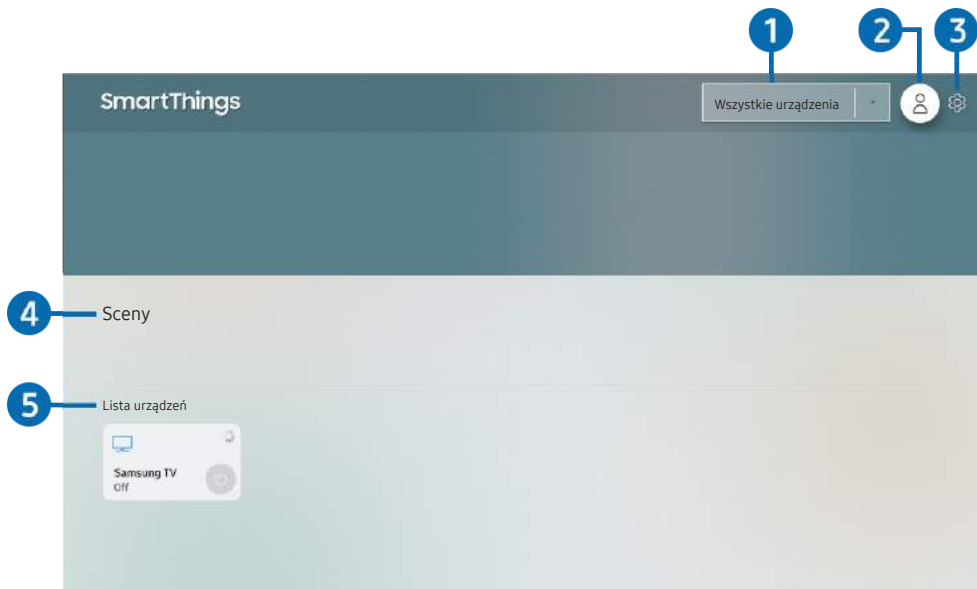 1
2
3
SmartThings
Wszystkie urządzenia
4
Sceny
5
Lista urządzeń
Samsung TV
Off